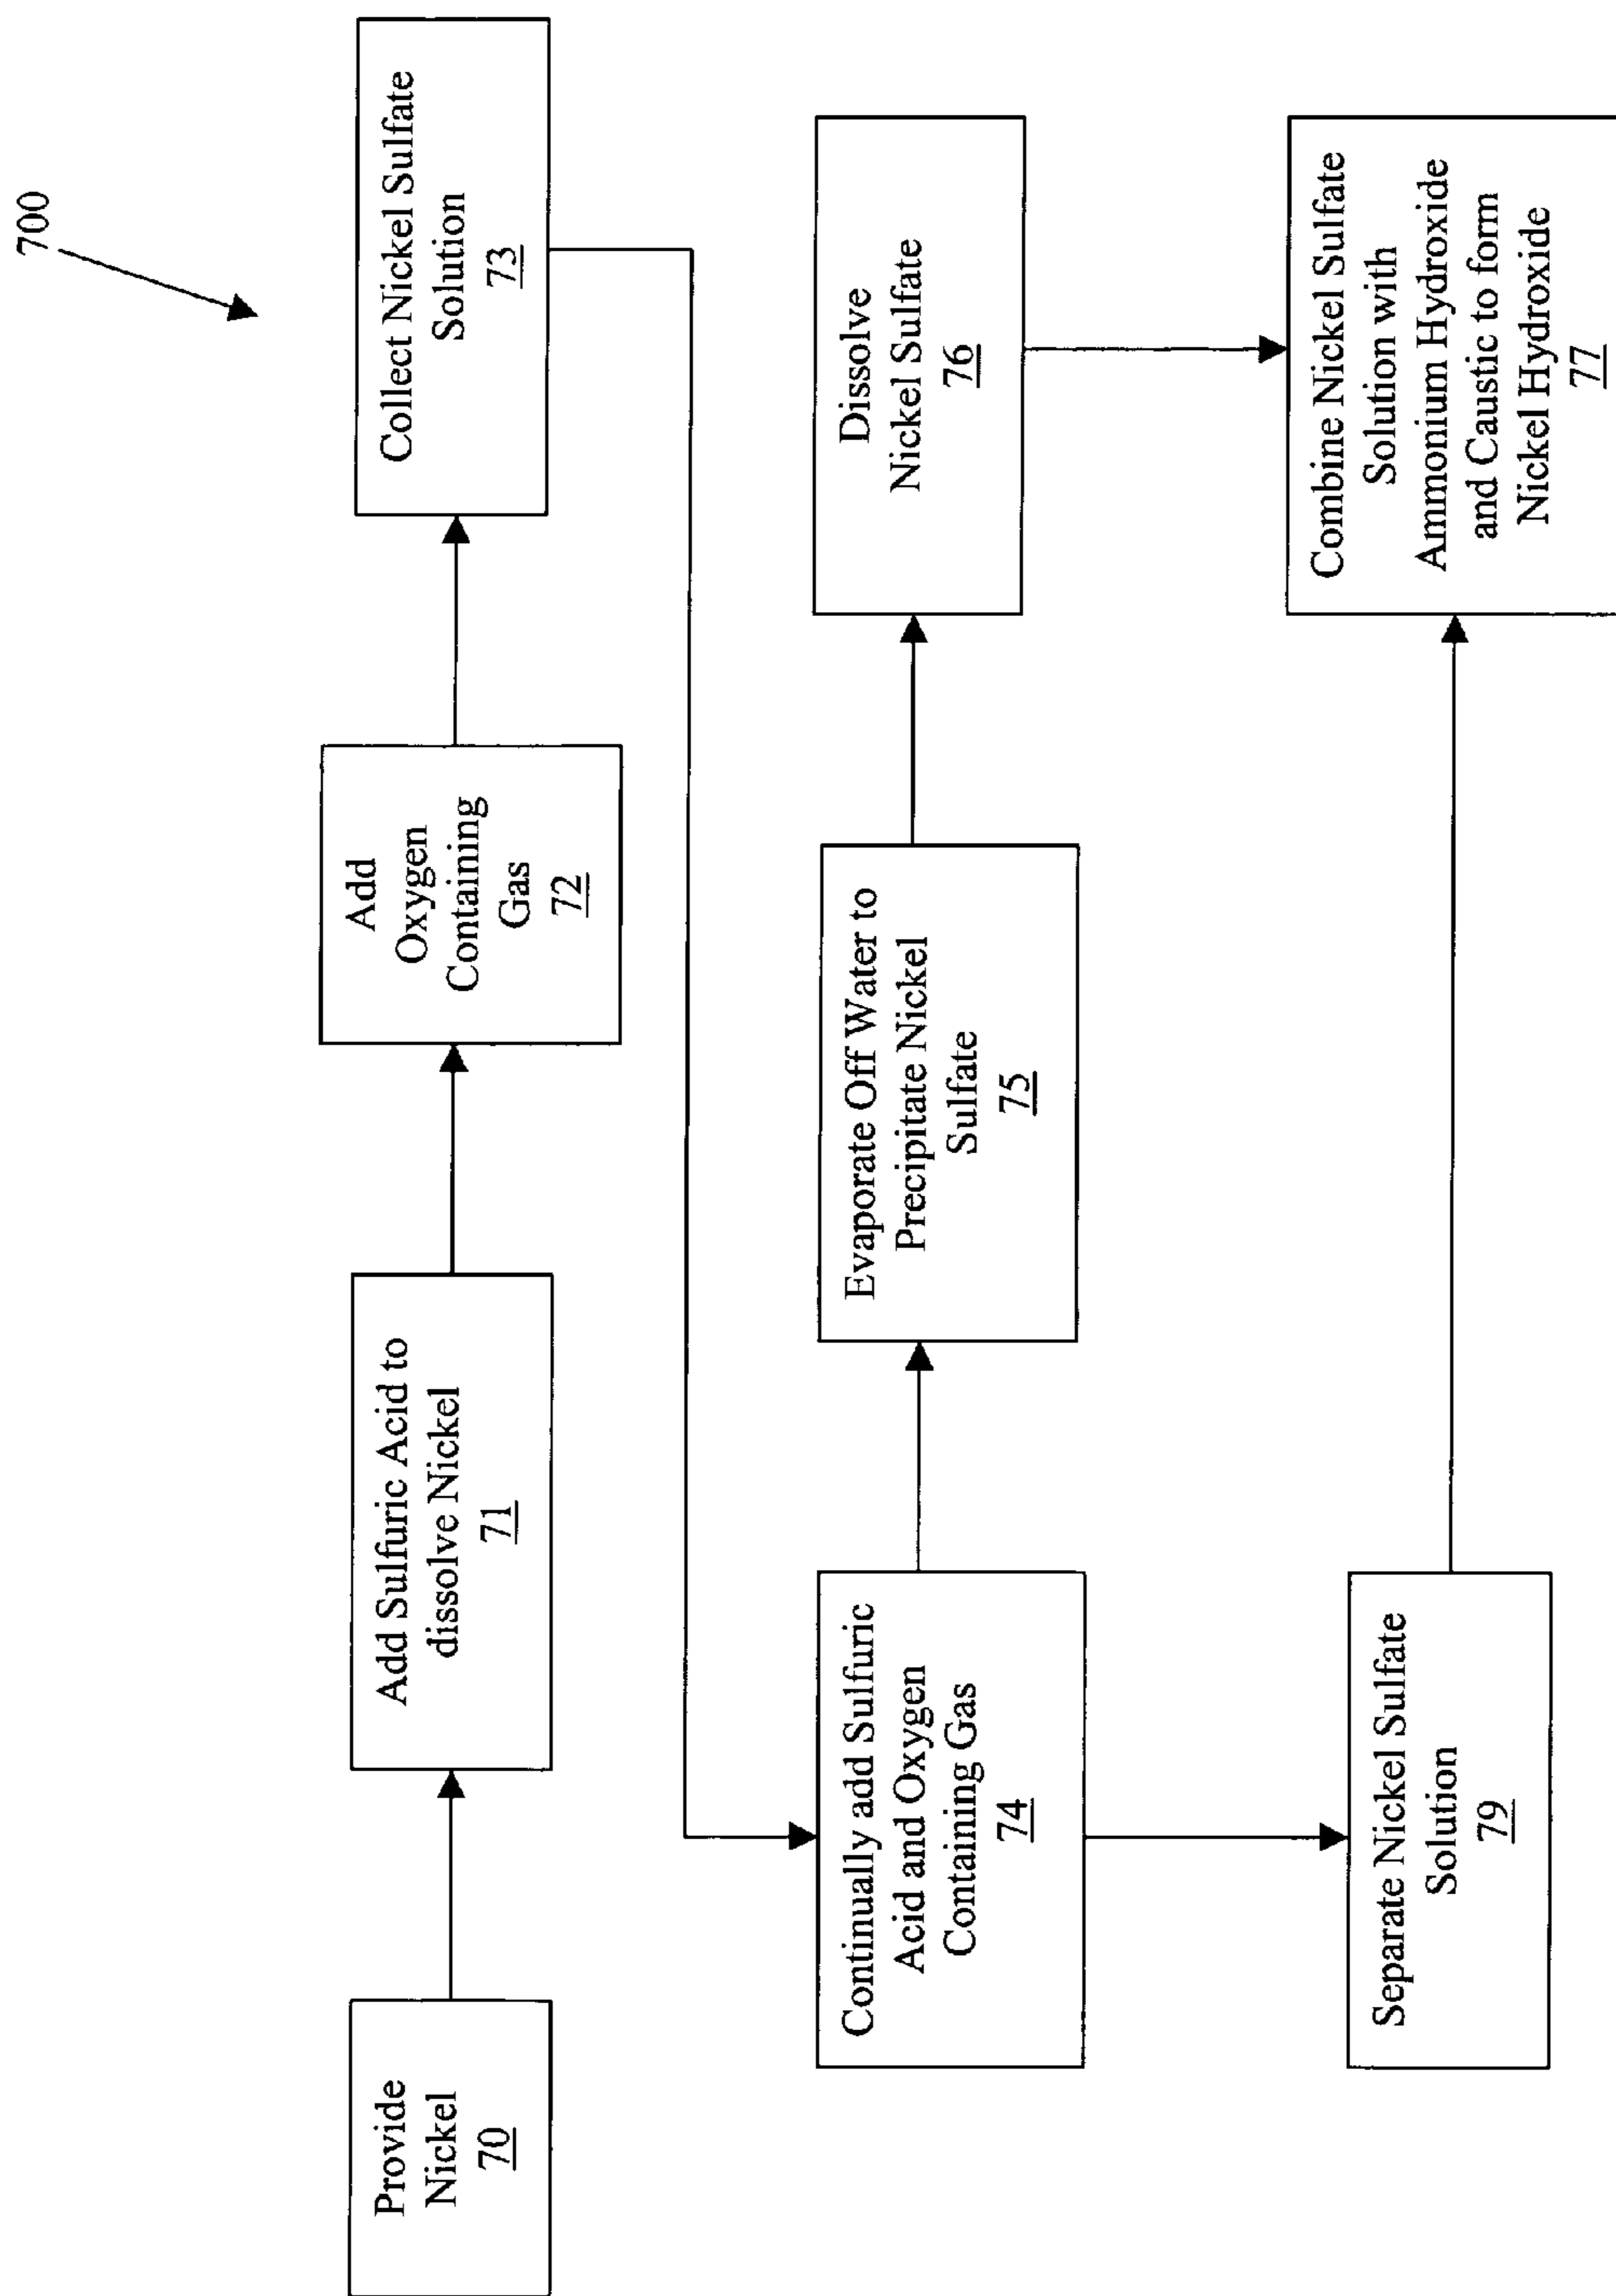 700
Provide
Nickel
70
Add Sulfuric Acid to
dissolve Nickel
71
Add
Oxygen
Containing
Gas
72
Collect Nickel Sulfate
Solution
73
Continually add Sulfuric
Acid and Oxygen
Containing Gas
74
Evaporate Off Water to
Precipitate Nickel
Sulfate
75
Dissolve
Nickel Sulfate
76
Separate Nickel Sulfate
Solution
79
Combine Nickel Sulfate
Solution with
Ammonium Hydroxide
and Caustic to form
Nickel Hydroxide
77